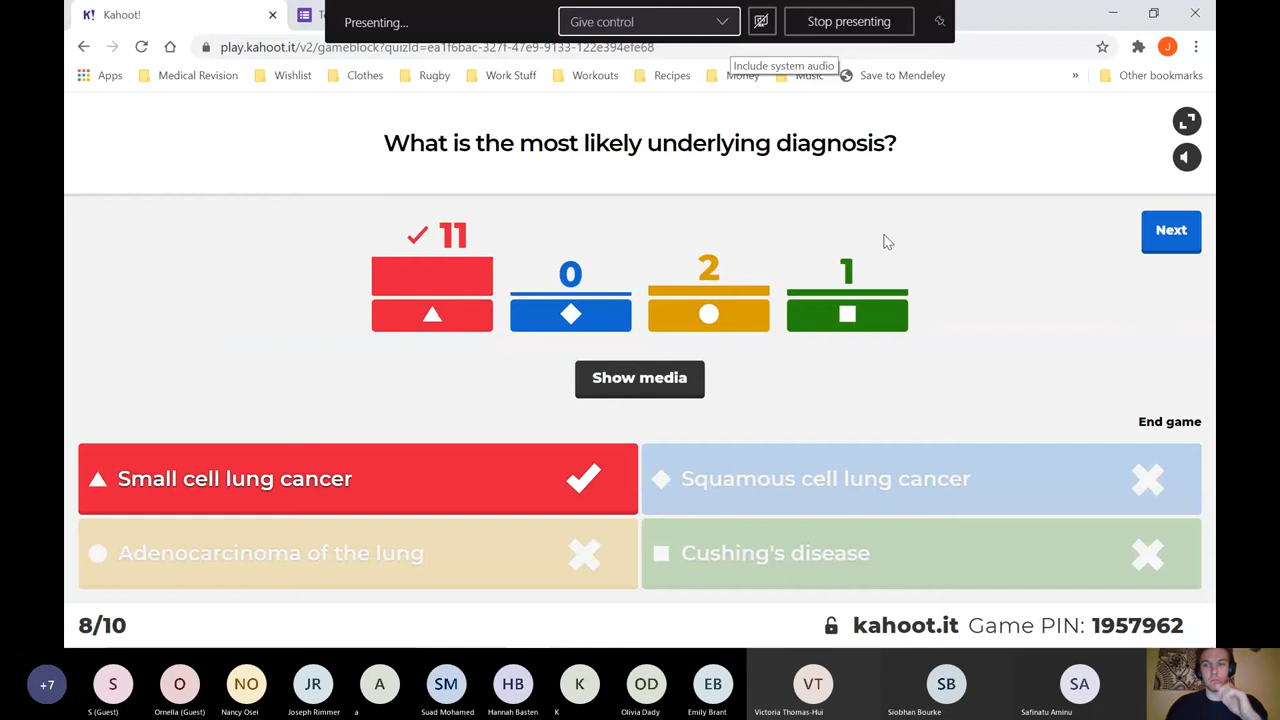 Kahoot!
Presenting...
Give control
Stop presenting
play.kahoot.it/v2/gameblock?quizId=ea1f6bac-327f-47e9-9133-122e394efe68
Include system audio
Apps
Medical Revision
Wishlist
Clothes
Rugby
Work Stuff
Workouts
Recipes
Money
Music
Save to Mendeley
»
Other bookmarks
J
What is the most likely underlying diagnosis?
11
0
2
1
Next
Show media
End game
Small cell lung cancer
Squamous cell lung cancer
Adenocarcinoma of the lung
Cushing's disease
8/10
kahoot.it Game PIN: 1957962
+7
S
O
NO
JR
A
SM
HB
K
OD
EB
VT
SB
SA
S (Guest)
Ornella (Guest)
Nancy Osei
Joseph Rimmer
a
Suad Mohamed
Hannah Basten
K
Olivia Dady
Emily Brant
Victoria Thomas-Hui
Siobhan Bourke
Safinatu Aminu